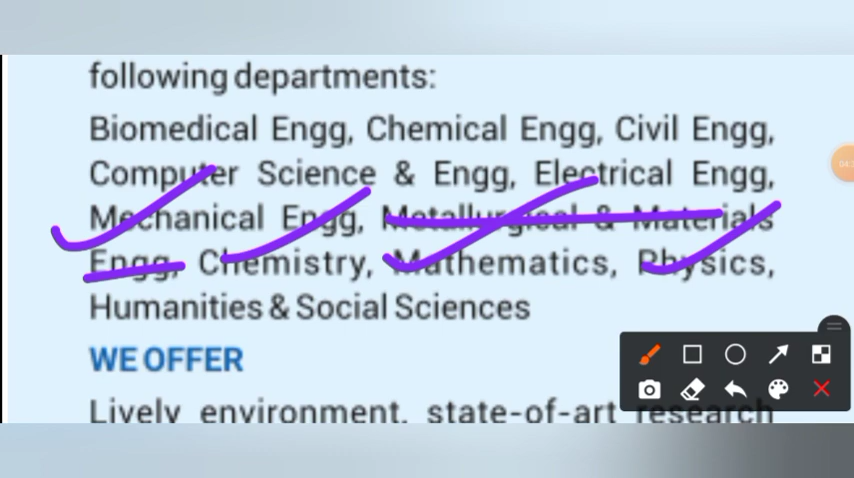 following departments:
Biomedical Engg, Chemical Engg, Civil Engg,
Computer Science & Engg, Electrical Engg,
Mechanical Engg, Metallurgical & Materials
Engg, Chemistry, Mathematics, Physics,
Humanities & Social Sciences
WE OFFER
Lively environment, state-of-art research